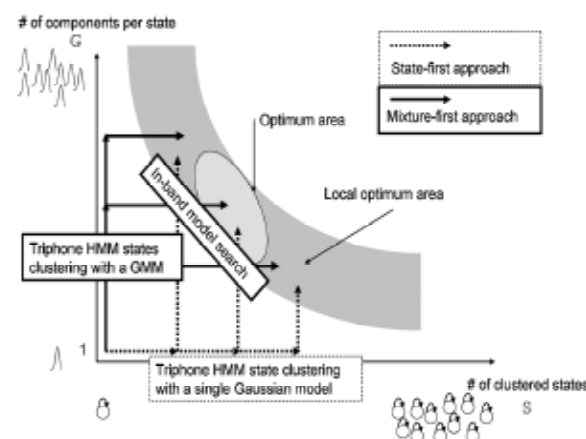 # of components per state
G
State-first approach
Mixture-first approach
Optimum area
Local optimum area
In-band model search
Triphone HMM states
clustering with a GMM
1
Triphone HMM state clustering
with a single Gaussian model
# of clustered states
S